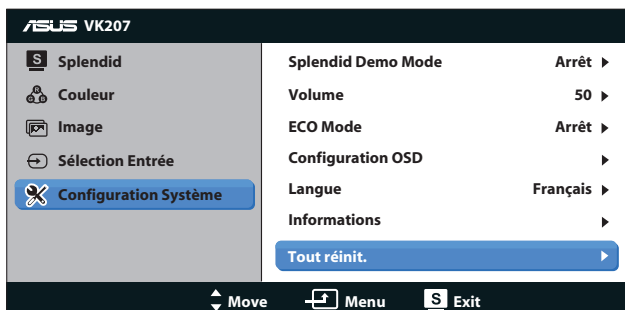 ASUS VK207
S Splendid
Couleur
Image
Sélection Entrée
Configuration Système
Splendid Demo Mode Arrêt
Volume 50
ECO Mode Arrêt
Configuration OSD
Langue Français
Informations
Tout réinit.
Move Menu S Exit